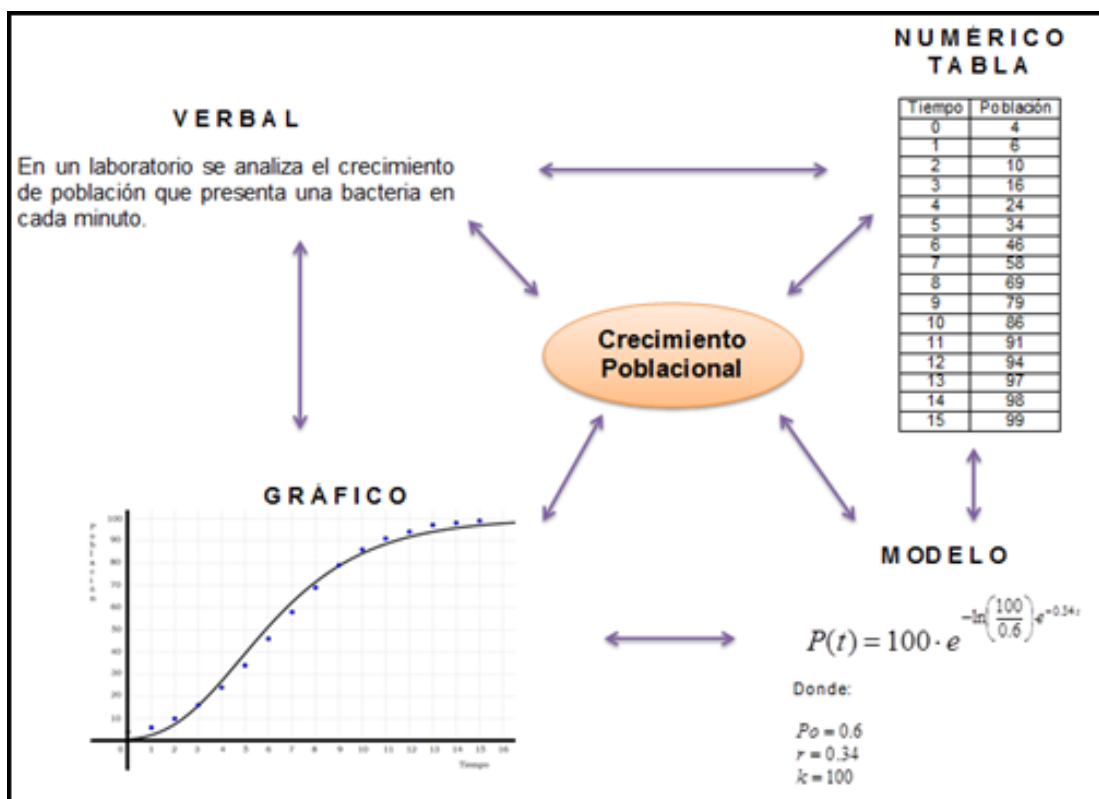 VERBAL
En un laboratorio se analiza el crecimiento
de población que presenta una bacteria en
cada minuto.
NUMÉRICO
TABLA
Tiempo Población
0 4
1 6
2 10
3 16
4 24
5 34
6 46
7 58
8 69
9 79
10 86
11 91
12 94
13 97
14 98
15 99
Crecimiento
Poblacional
GRÁFICO
Población
100
90
80
70
60
50
40
30
20
10
0 1 2 3 4 5 6 7 8 9 10 11 12 13 14 15 16
Tiempo
MODELO
P(t) = 100 · e^(-ln(100/0.6)·e^(-0.34t))
Donde:
Po = 0.6
r = 0.34
k = 100